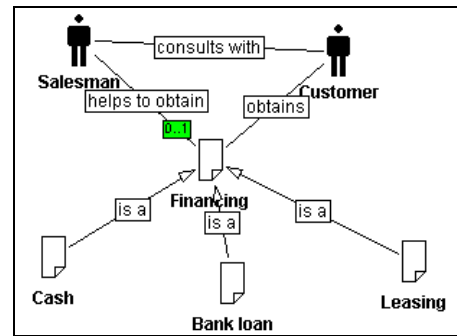 consults with
Salesman
Customer
helps to obtain
obtains
0..1
Financing
is a
is a
is a
Cash
Bank loan
Leasing